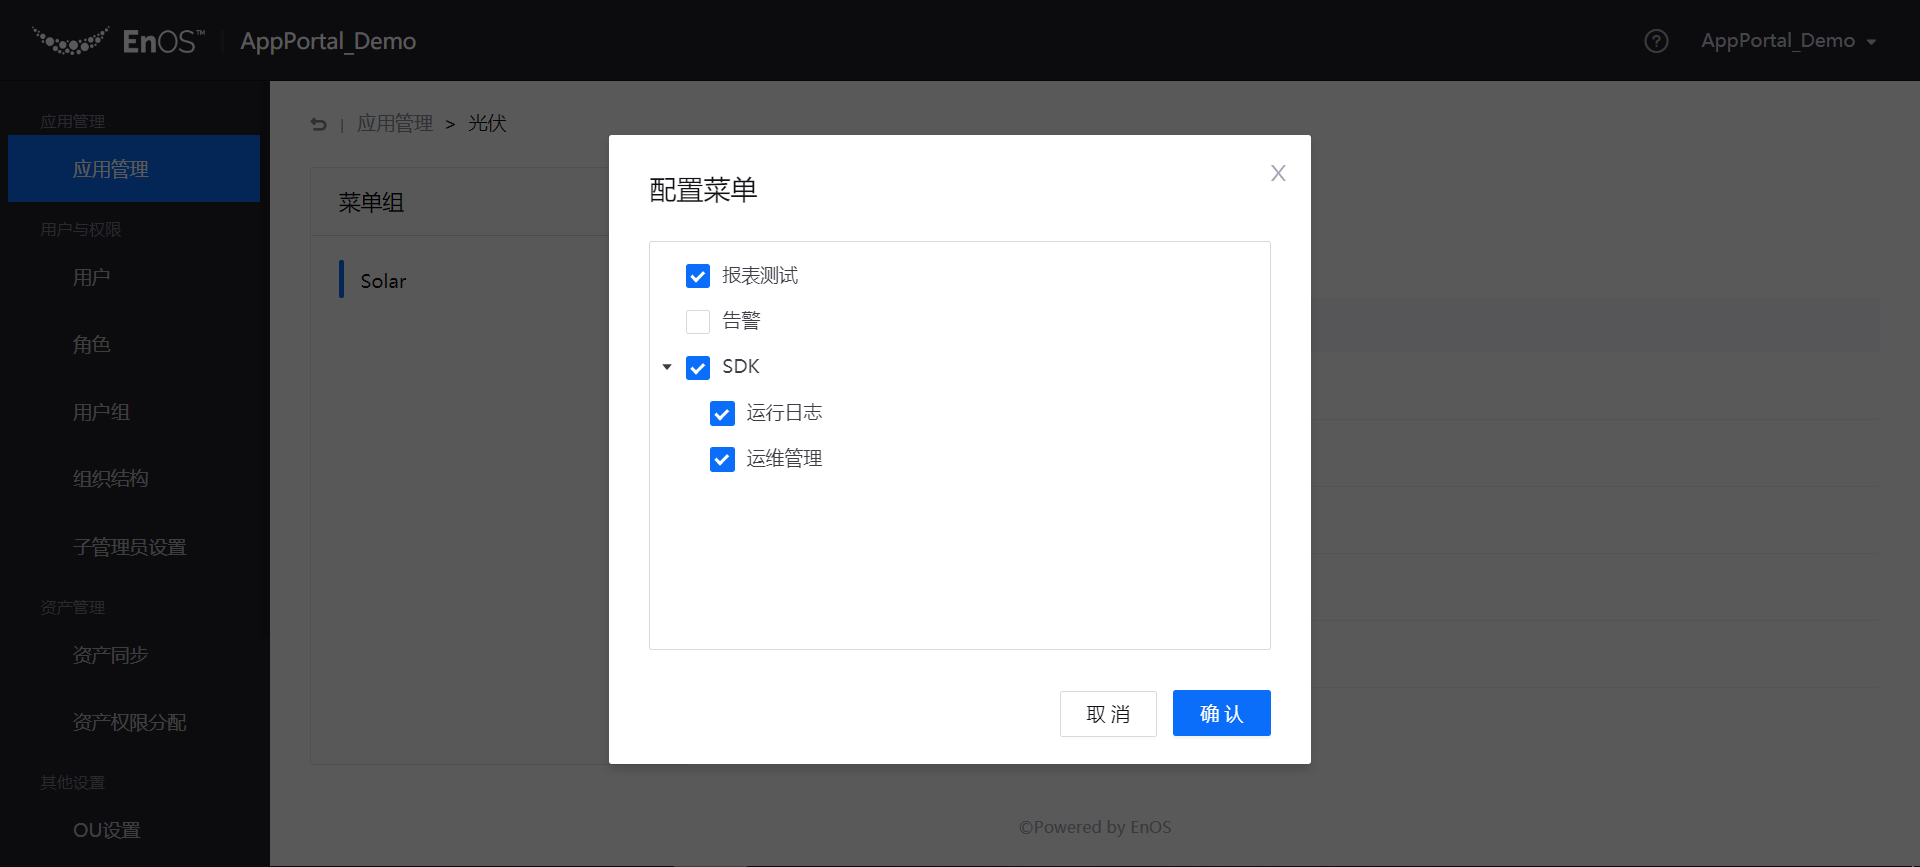 EnOS™ AppPortal_Demo
? AppPortal_Demo
应用管理
应用管理
用户与权限
用户
角色
用户组
组织结构
子管理员设置
资产管理
资产同步
资产权限分配
其他设置
OU设置
| 应用管理 > 光伏
菜单组
Solar
配置菜单
X
报表测试
告警
SDK
运行日志
运维管理
取 消
确 认
©Powered by EnOS